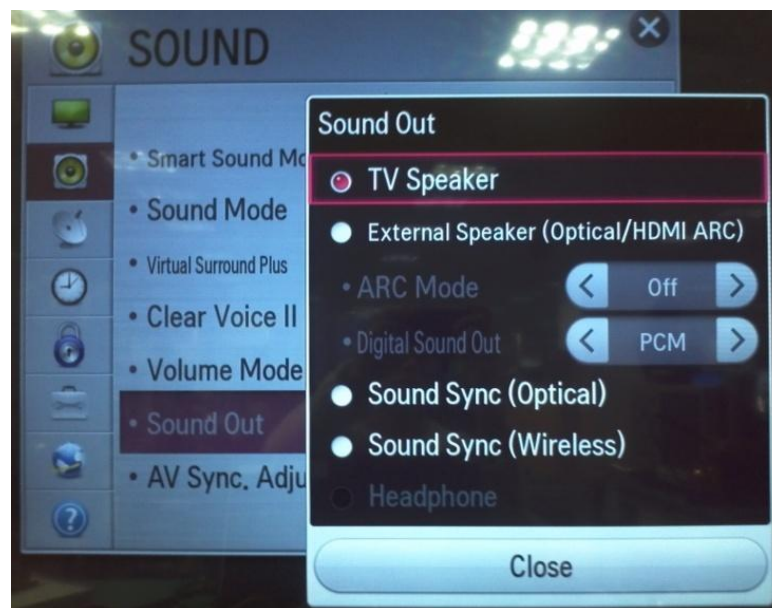 SOUND
• Smart Sound Mo
• Sound Mode
• Virtual Surround Plus
• Clear Voice II
• Volume Mode
• Sound Out
• AV Sync. Adju
Sound Out
TV Speaker
External Speaker (Optical/HDMI ARC)
• ARC Mode < Off >
• Digital Sound Out < PCM >
Sound Sync (Optical)
Sound Sync (Wireless)
Headphone
Close